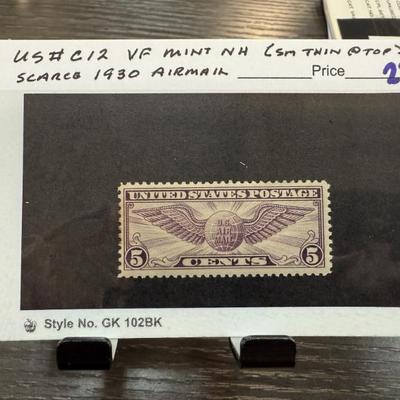 US# C12 VF MINT NH (SM THIN @ TOP)
SCARCE 1930 AIRMAIL Price
UNITED STATES POSTAGE
U.S.
AIR
MAIL
5 5
CENTS
Style No. GK 102BK